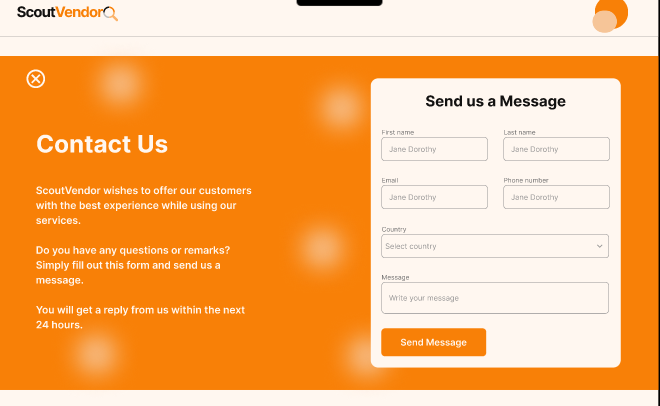 ScoutVendor
Send us a Message
Contact Us
ScoutVendor wishes to offer our customers
with the best experience while using our
services.
Do you have any questions or remarks?
Simply fill out this form and send us a
message.
You will get a reply from us within the next
24 hours.
First name
Last name
Jane Dorothy
Jane Dorothy
Email
Phone number
Jane Dorothy
Jane Dorothy
Country
Select country
Message
Write your message
Send Message